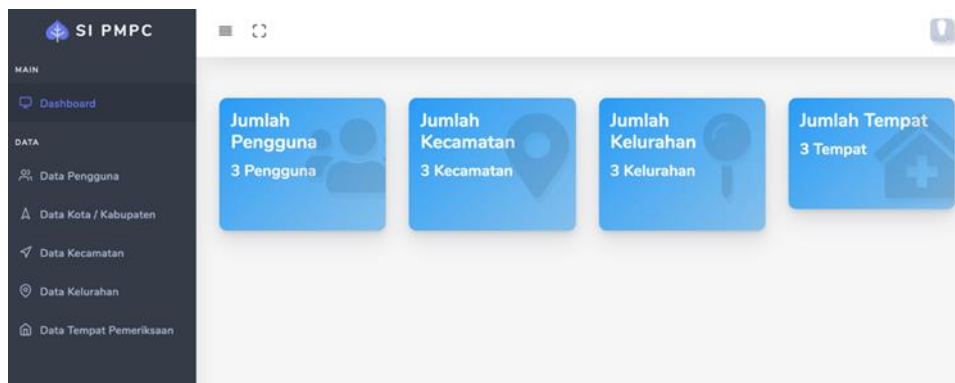 SI PMPC
MAIN
Dashboard
DATA
Data Pengguna
Data Kota / Kabupaten
Data Kecamatan
Data Kelurahan
Data Tempat Pemeriksaan
Jumlah
Pengguna
3 Pengguna
Jumlah
Kecamatan
3 Kecamatan
Jumlah
Kelurahan
3 Kelurahan
Jumlah Tempat
3 Tempat